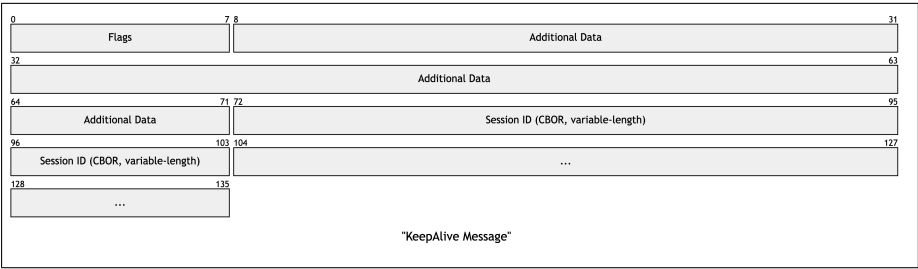 0 7 8 31
Flags Additional Data
32 63
Additional Data
64 71 72 95
Additional Data Session ID (CBOR, variable-length)
96 103 104 127
Session ID (CBOR, variable-length) ...
128 135
...
"KeepAlive Message"